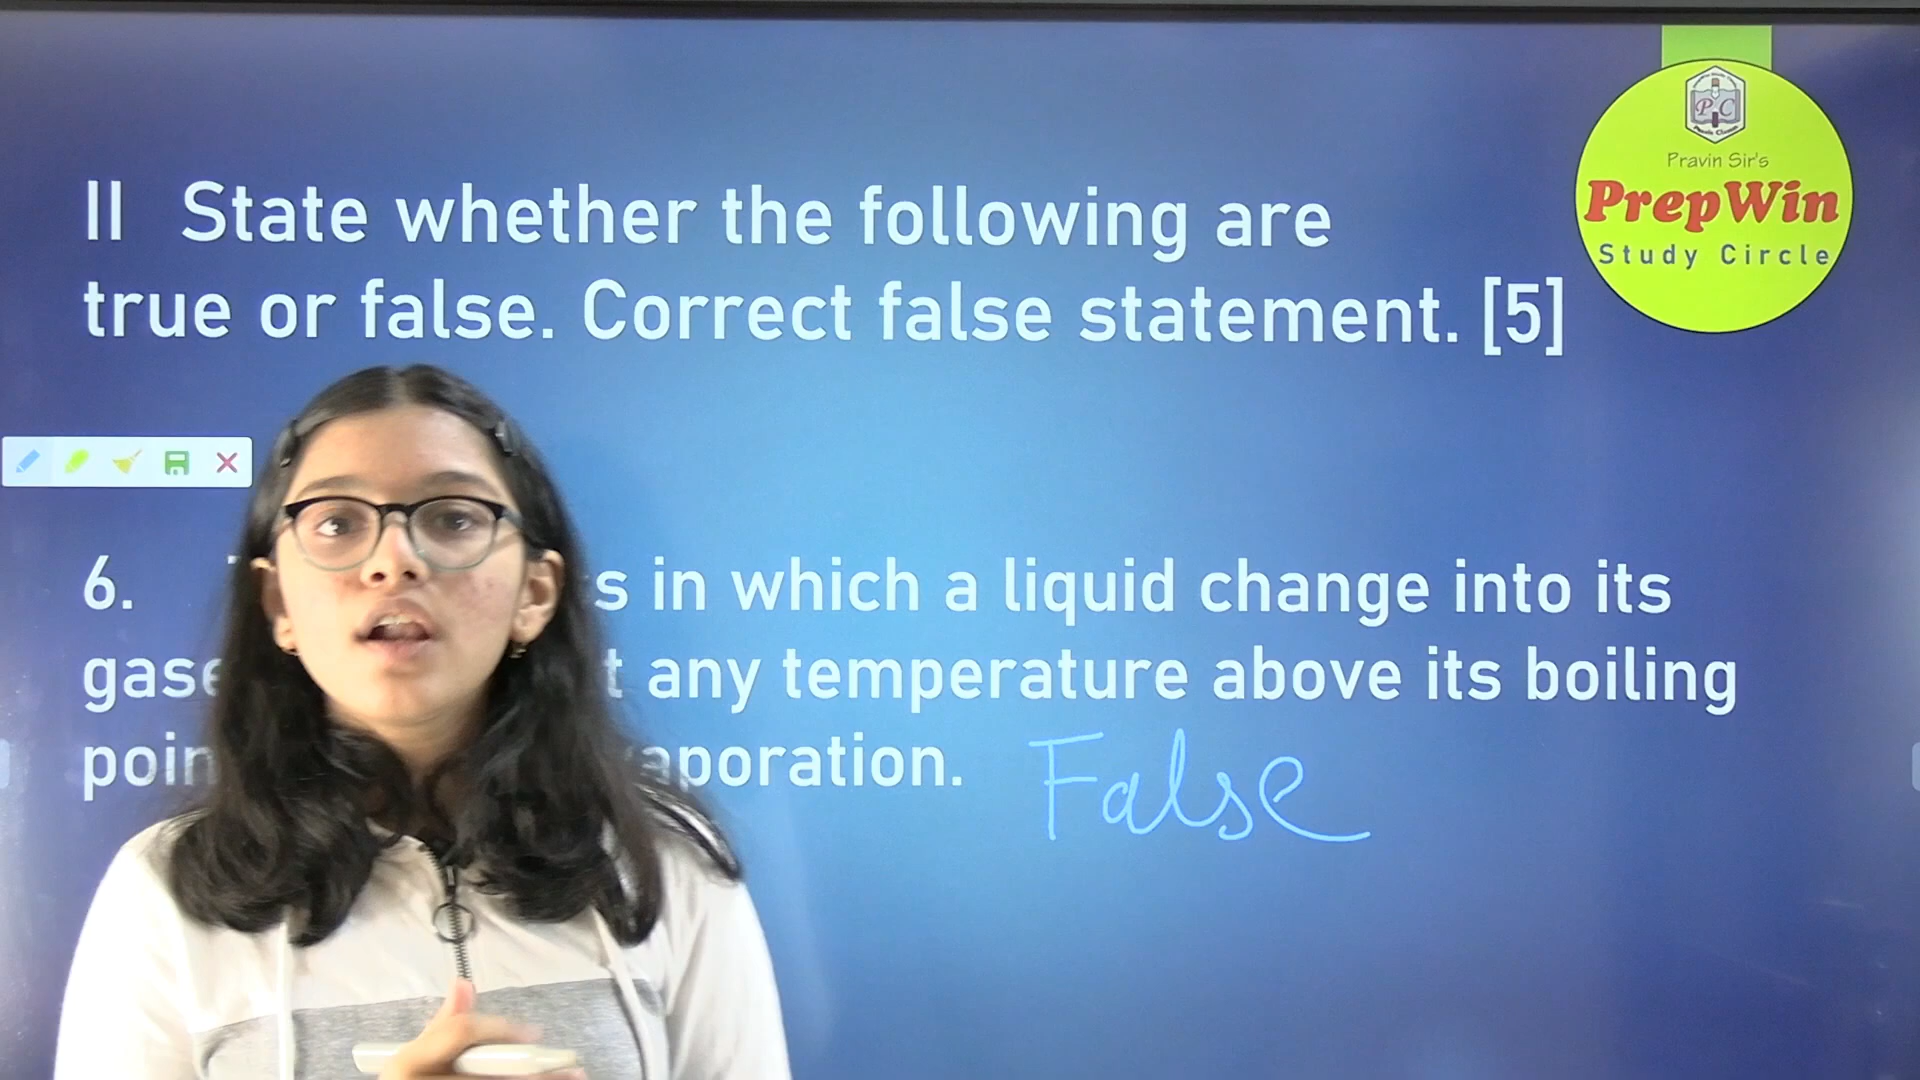 II State whether the following are
true or false. Correct false statement. [5]
P C
Pravin Sir's
PrepWin
Study Circle
6. s in which a liquid change into its
gase t any temperature above its boiling
poin aporation. False